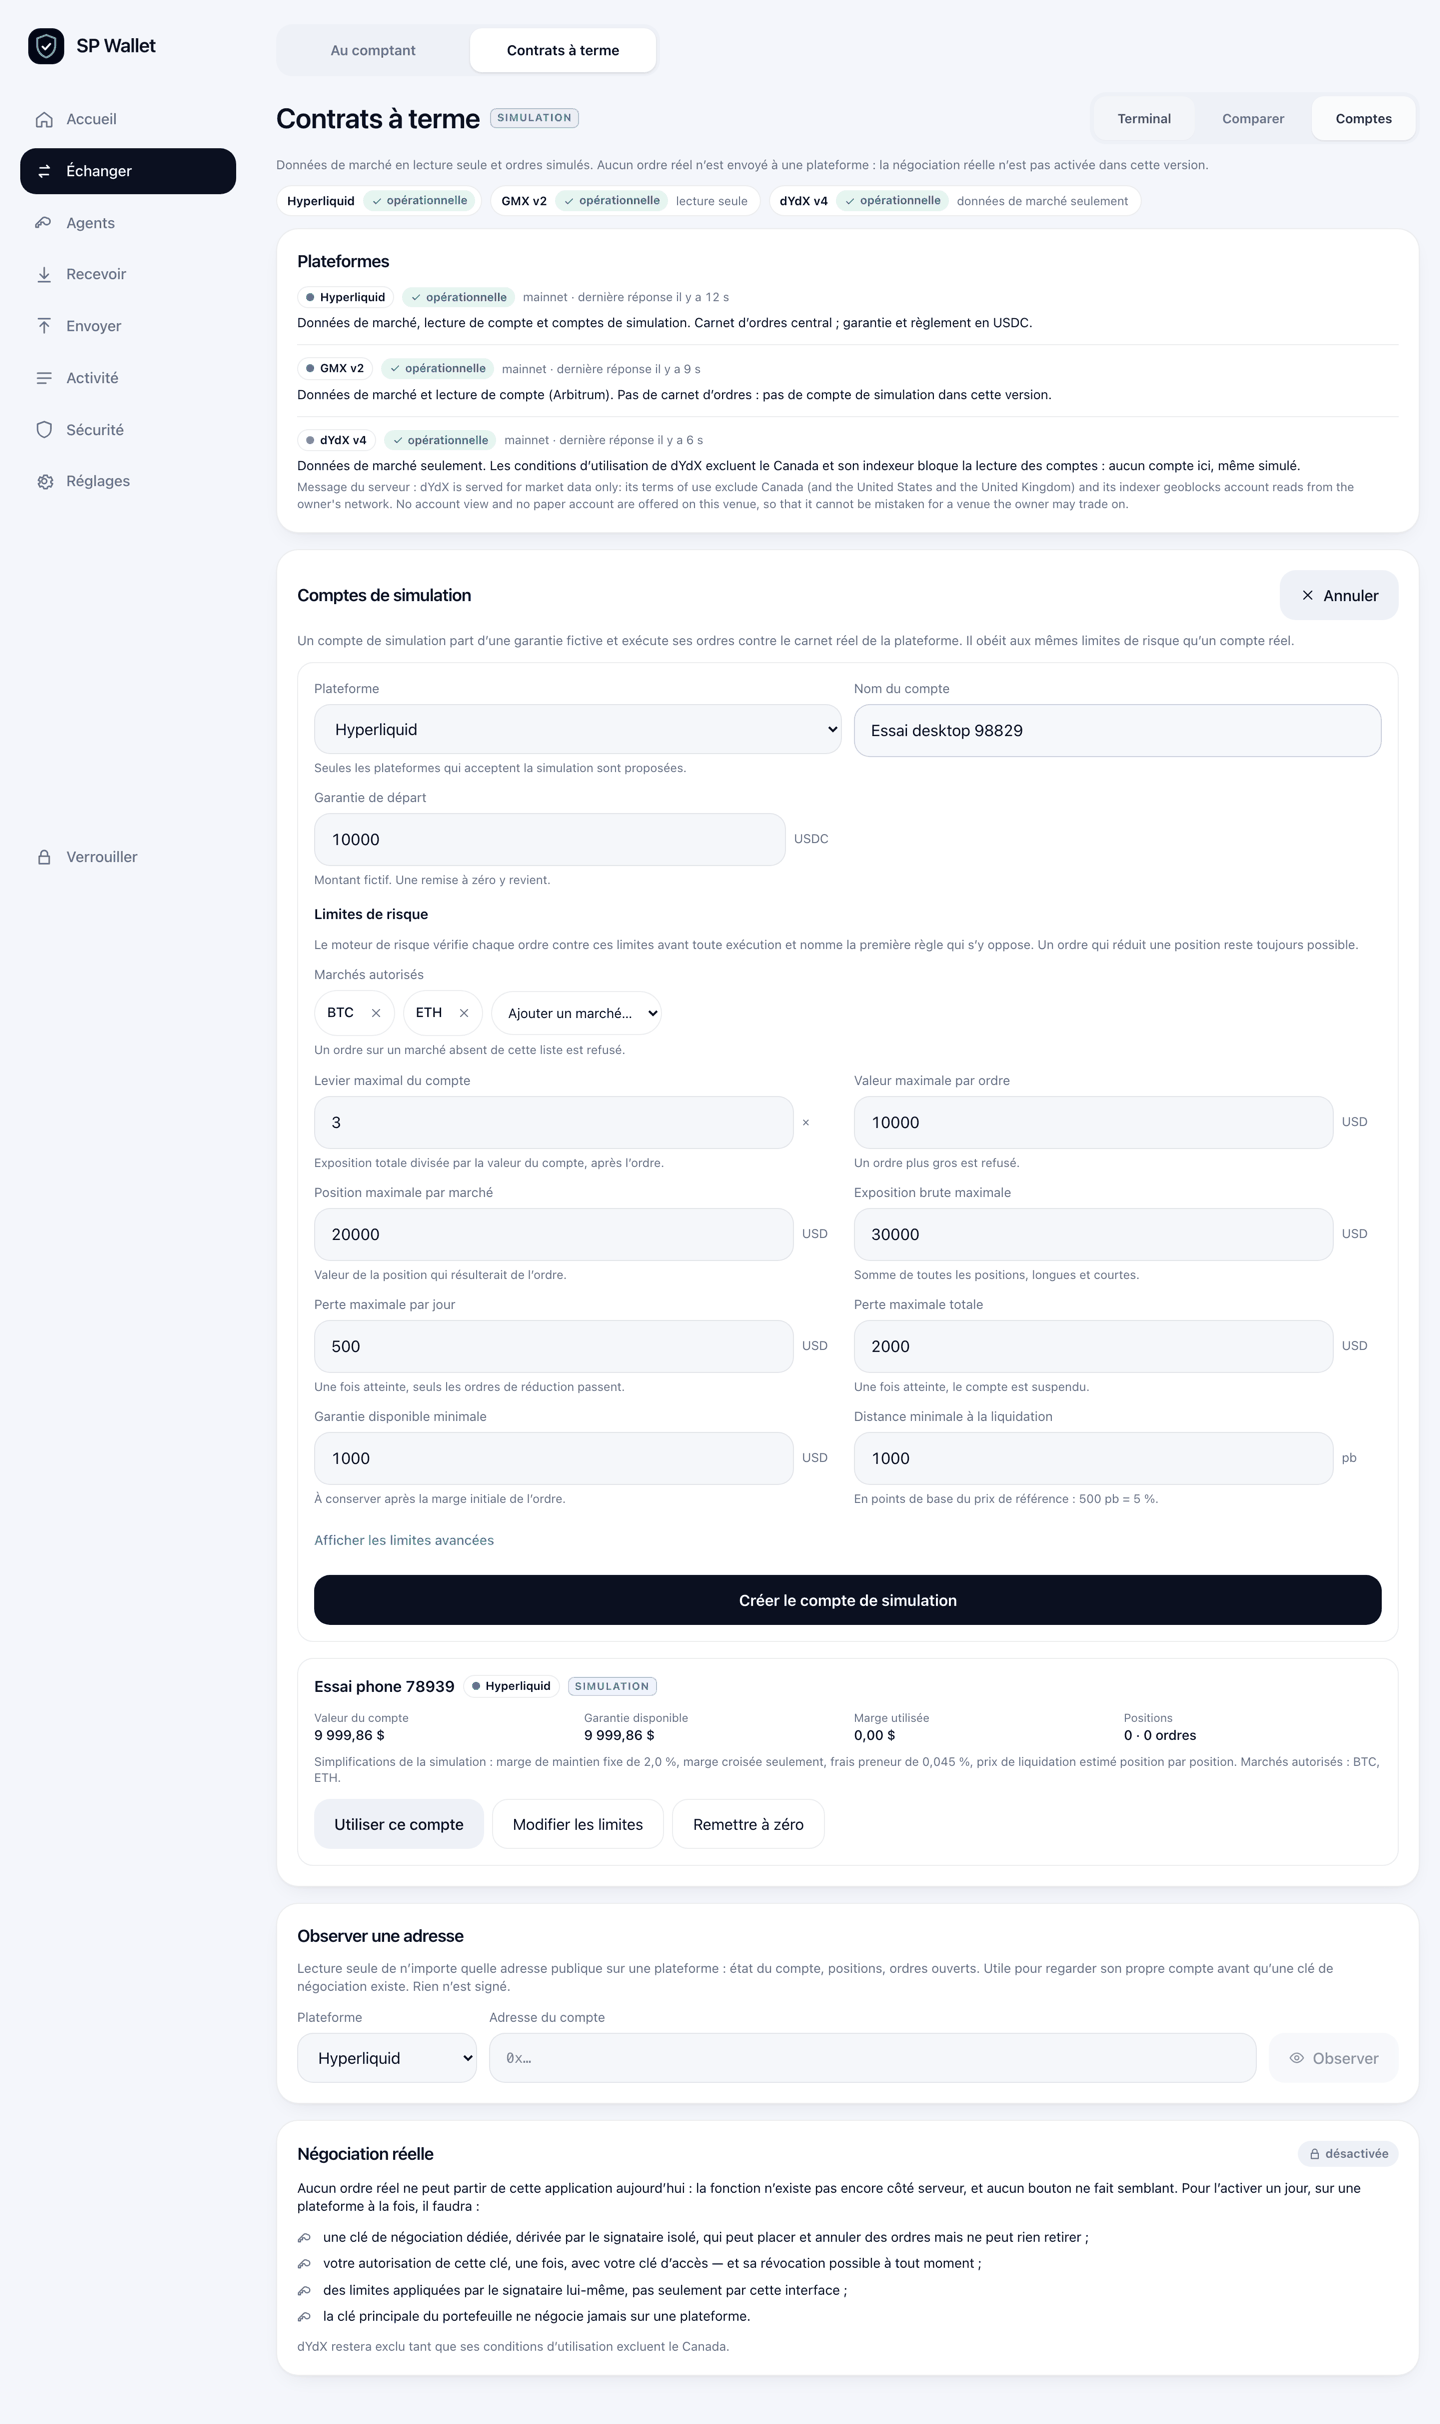 SP Wallet
Au comptant
Contrats à terme
Accueil
Échanger
Agents
Recevoir
Envoyer
Activité
Sécurité
Réglages
Verrouiller
Contrats à terme
SIMULATION
Terminal
Comparer
Comptes
Données de marché en lecture seule et ordres simulés. Aucun ordre réel n’est envoyé à une plateforme : la négociation réelle n’est pas activée dans cette version.
Hyperliquid opérationnelle
GMX v2 opérationnelle lecture seule
dYdX v4 opérationnelle données de marché seulement
Plateformes
Hyperliquid opérationnelle mainnet · dernière réponse il y a 12 s
Données de marché, lecture de compte et comptes de simulation. Carnet d’ordres central ; garantie et règlement en USDC.
GMX v2 opérationnelle mainnet · dernière réponse il y a 9 s
Données de marché et lecture de compte (Arbitrum). Pas de carnet d’ordres : pas de compte de simulation dans cette version.
dYdX v4 opérationnelle mainnet · dernière réponse il y a 6 s
Données de marché seulement. Les conditions d’utilisation de dYdX excluent le Canada et son indexeur bloque la lecture des comptes : aucun compte ici, même simulé.
Message du serveur : dYdX is served for market data only: its terms of use exclude Canada (and the United States and the United Kingdom) and its indexer geoblocks account reads from the
owner's network. No account view and no paper account are offered on this venue, so that it cannot be mistaken for a venue the owner may trade on.
Comptes de simulation
Annuler
Un compte de simulation part d’une garantie fictive et exécute ses ordres contre le carnet réel de la plateforme. Il obéit aux mêmes limites de risque qu’un compte réel.
Plateforme
Hyperliquid
Seules les plateformes qui acceptent la simulation sont proposées.
Nom du compte
Essai desktop 98829
Garantie de départ
10000 USDC
Montant fictif. Une remise à zéro y revient.
Limites de risque
Le moteur de risque vérifie chaque ordre contre ces limites avant toute exécution et nomme la première règle qui s’y oppose. Un ordre qui réduit une position reste toujours possible.
Marchés autorisés
BTC × ETH × Ajouter un marché…
Un ordre sur un marché absent de cette liste est refusé.
Levier maximal du compte
3 ×
Exposition totale divisée par la valeur du compte, après l’ordre.
Valeur maximale par ordre
10000 USD
Un ordre plus gros est refusé.
Position maximale par marché
20000 USD
Valeur de la position qui résulterait de l’ordre.
Exposition brute maximale
30000 USD
Somme de toutes les positions, longues et courtes.
Perte maximale par jour
500 USD
Une fois atteinte, seuls les ordres de réduction passent.
Perte maximale totale
2000 USD
Une fois atteinte, le compte est suspendu.
Garantie disponible minimale
1000 USD
À conserver après la marge initiale de l’ordre.
Distance minimale à la liquidation
1000 pb
En points de base du prix de référence : 500 pb = 5 %.
Afficher les limites avancées
Créer le compte de simulation
Essai phone 78939 Hyperliquid SIMULATION
Valeur du compte
9 999,86 $
Garantie disponible
9 999,86 $
Marge utilisée
0,00 $
Positions
0 · 0 ordres
Simplifications de la simulation : marge de maintien fixe de 2,0 %, marge croisée seulement, frais preneur de 0,045 %, prix de liquidation estimé position par position. Marchés autorisés : BTC,
ETH.
Utiliser ce compte
Modifier les limites
Remettre à zéro
Observer une adresse
Lecture seule de n’importe quelle adresse publique sur une plateforme : état du compte, positions, ordres ouverts. Utile pour regarder son propre compte avant qu’une clé de
négociation existe. Rien n’est signé.
Plateforme
Hyperliquid
Adresse du compte
0x…
Observer
Négociation réelle
désactivée
Aucun ordre réel ne peut partir de cette application aujourd’hui : la fonction n’existe pas encore côté serveur, et aucun bouton ne fait semblant. Pour l’activer un jour, sur une
plateforme à la fois, il faudra :
une clé de négociation dédiée, dérivée par le signataire isolé, qui peut placer et annuler des ordres mais ne peut rien retirer ;
votre autorisation de cette clé, une fois, avec votre clé d’accès — et sa révocation possible à tout moment ;
des limites appliquées par le signataire lui-même, pas seulement par cette interface ;
la clé principale du portefeuille ne négocie jamais sur une plateforme.
dYdX restera exclu tant que ses conditions d’utilisation excluent le Canada.